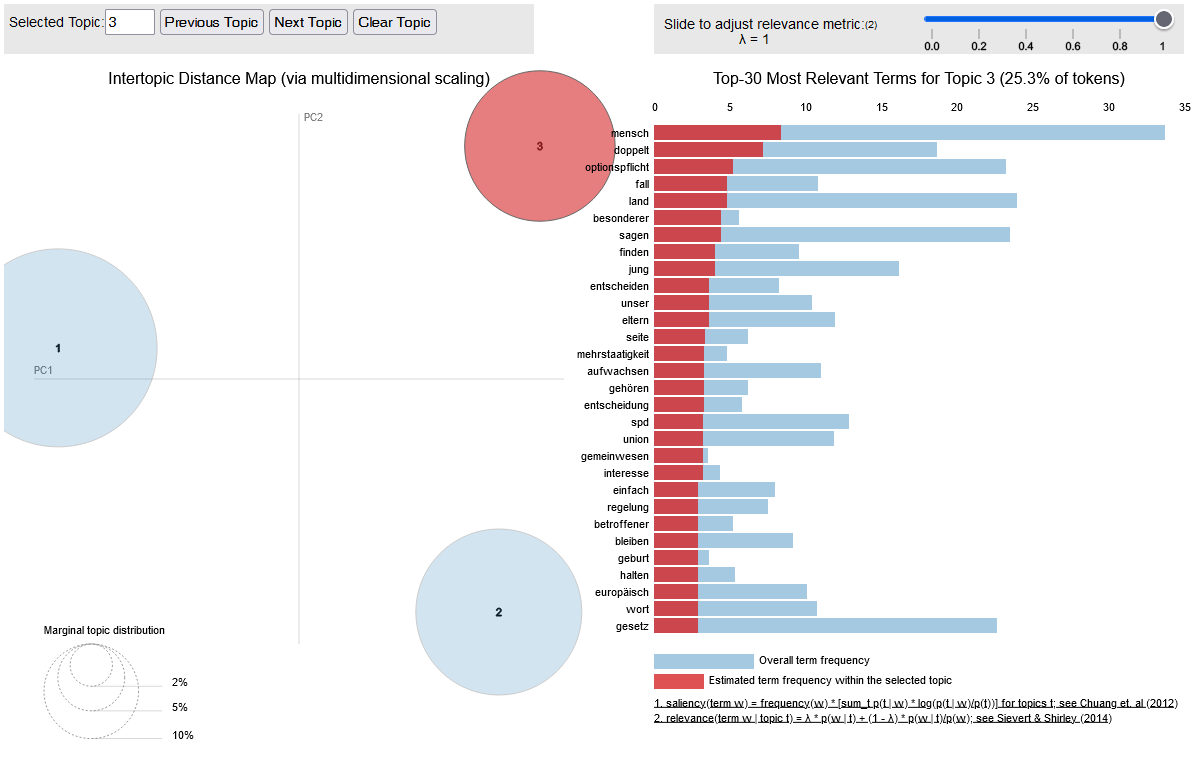 Selected Topic: 3 Previous Topic Next Topic Clear Topic
Slide to adjust relevance metric:(2)
λ = 1
0.0 0.2 0.4 0.6 0.8 1
Intertopic Distance Map (via multidimensional scaling)
PC2
3
1
PC1
2
Marginal topic distribution
2%
5%
10%
Top-30 Most Relevant Terms for Topic 3 (25.3% of tokens)
0 5 10 15 20 25 30 35
mensch
doppelt
optionspflicht
fall
land
besonderer
sagen
finden
jung
entscheiden
unser
eltern
seite
mehrstaatigkeit
aufwachsen
gehören
entscheidung
spd
union
gemeinwesen
interesse
einfach
regelung
betroffener
bleiben
geburt
halten
europäisch
wort
gesetz
Overall term frequency
Estimated term frequency within the selected topic
1. saliency(term w) = frequency(w) * [sum_t p(t | w) * log(p(t | w)/p(t))] for topics t; see Chuang et. al (2012)
2. relevance(term w | topic t) = λ * p(w | t) + (1 - λ) * p(w | t)/p(w); see Sievert & Shirley (2014)